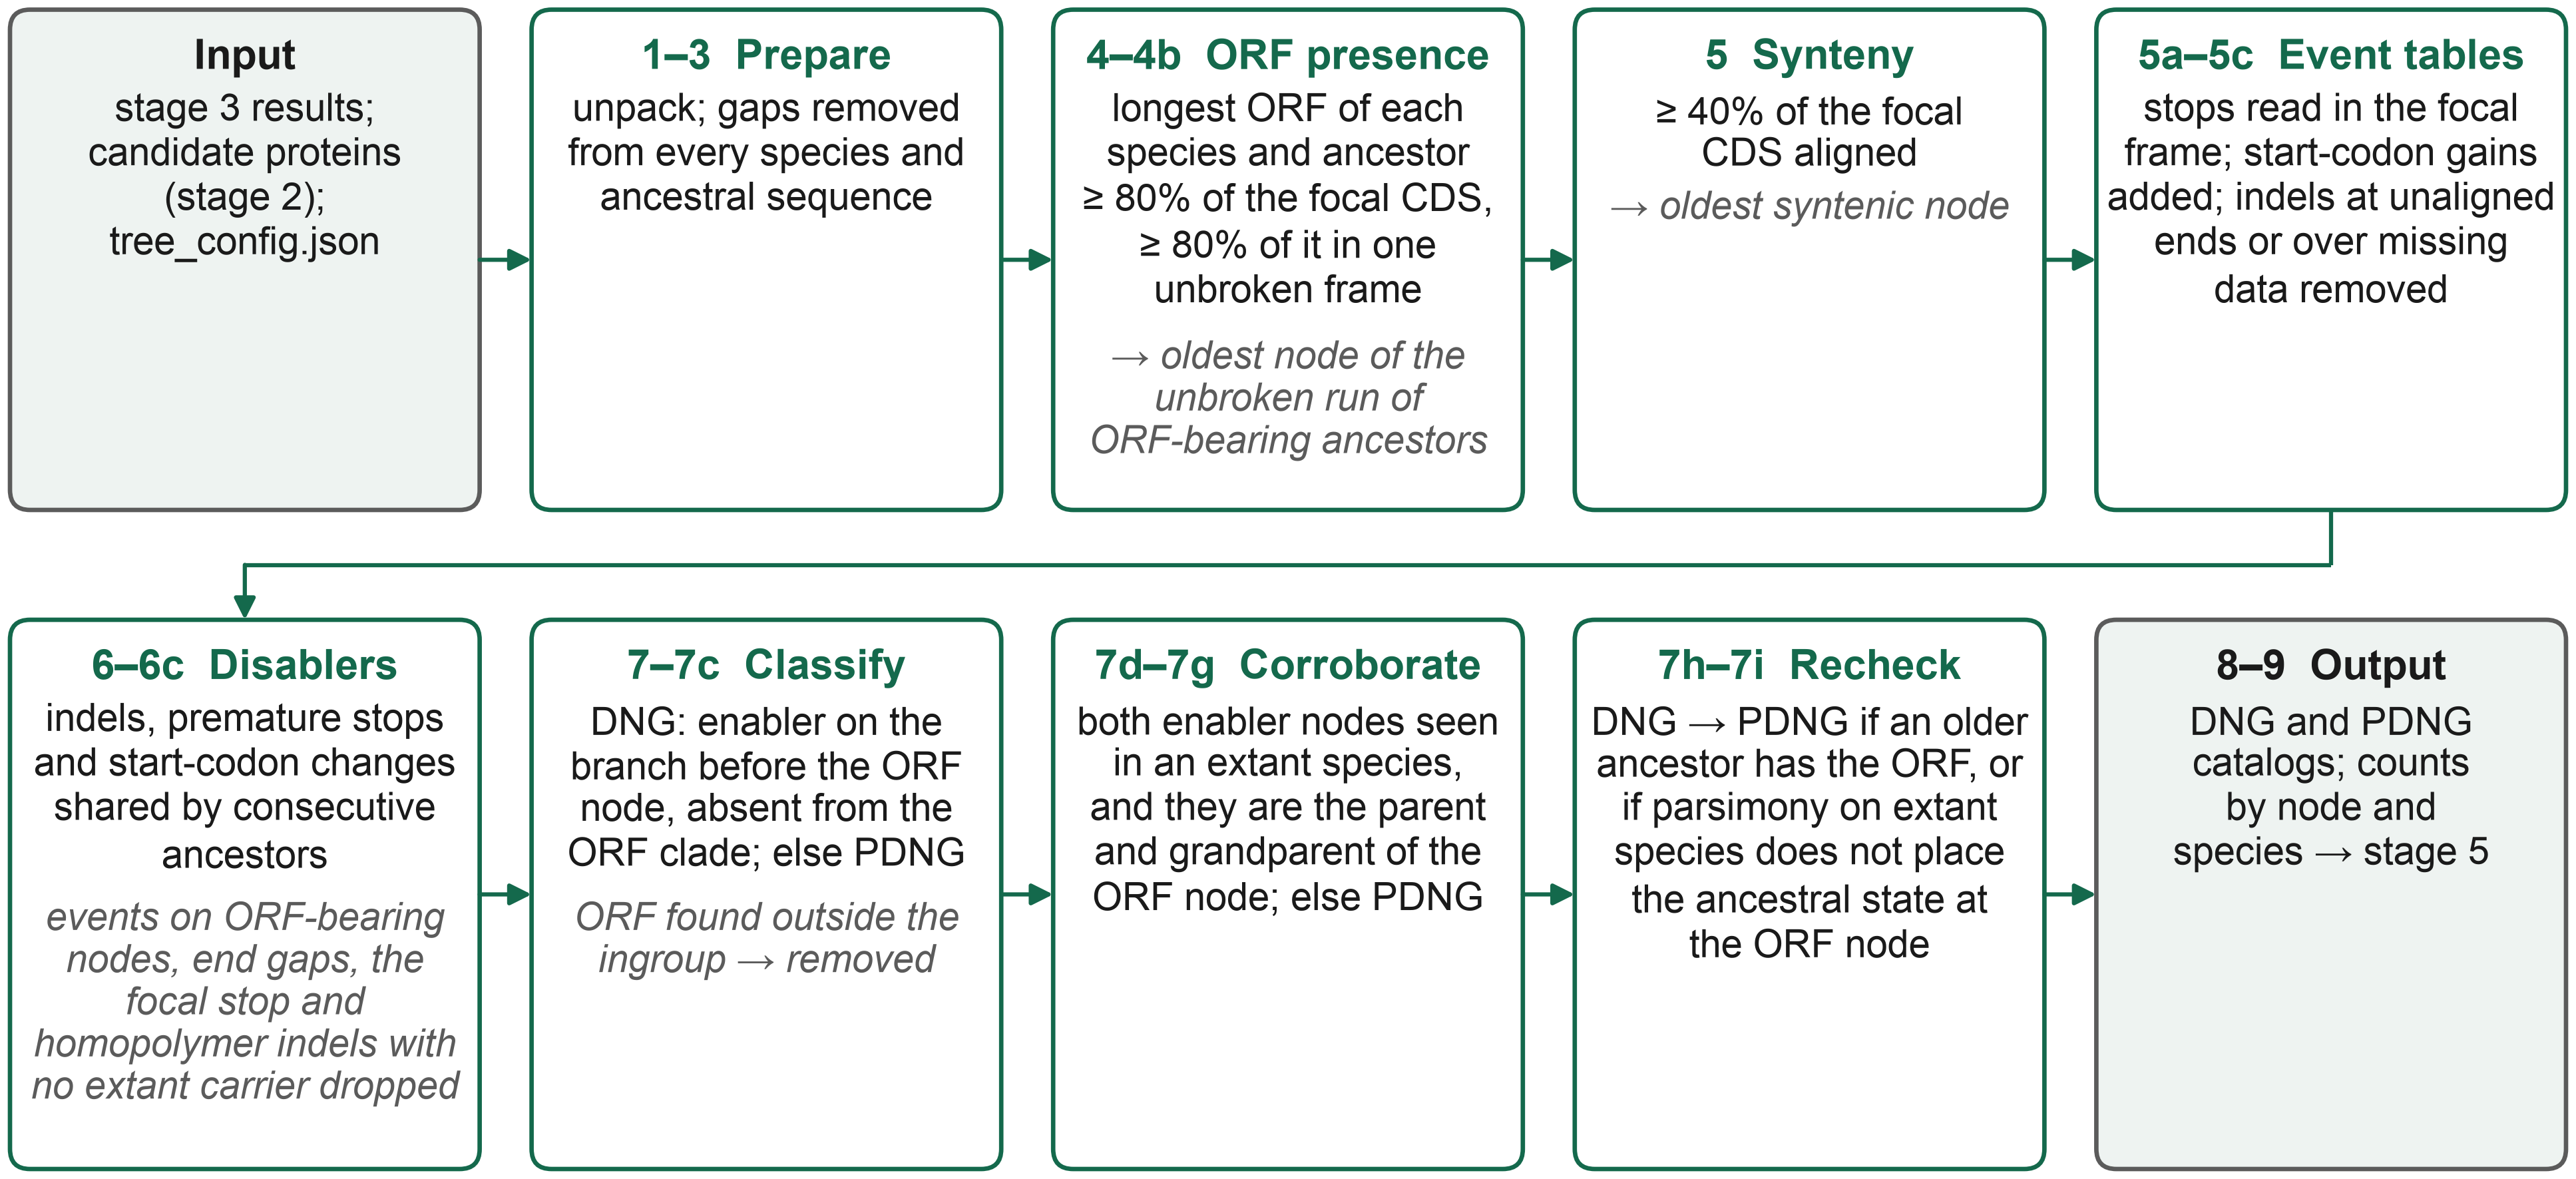 Input
stage 3 results;
candidate proteins
(stage 2);
tree_config.json
1–3 Prepare
unpack; gaps removed
from every species and
ancestral sequence
4–4b ORF presence
longest ORF of each
species and ancestor
≥ 80% of the focal CDS,
≥ 80% of it in one
unbroken frame
→ oldest node of the
unbroken run of
ORF-bearing ancestors
5 Synteny
≥ 40% of the focal
CDS aligned
→ oldest syntenic node
5a–5c Event tables
stops read in the focal
frame; start-codon gains
added; indels at unaligned
ends or over missing
data removed
6–6c Disablers
indels, premature stops
and start-codon changes
shared by consecutive
ancestors
events on ORF-bearing
nodes, end gaps, the
focal stop and
homopolymer indels with
no extant carrier dropped
7–7c Classify
DNG: enabler on the
branch before the ORF
node, absent from the
ORF clade; else PDNG
ORF found outside the
ingroup → removed
7d–7g Corroborate
both enabler nodes seen
in an extant species,
and they are the parent
and grandparent of the
ORF node; else PDNG
7h–7i Recheck
DNG → PDNG if an older
ancestor has the ORF, or
if parsimony on extant
species does not place
the ancestral state at
the ORF node
8–9 Output
DNG and PDNG
catalogs; counts
by node and
species → stage 5